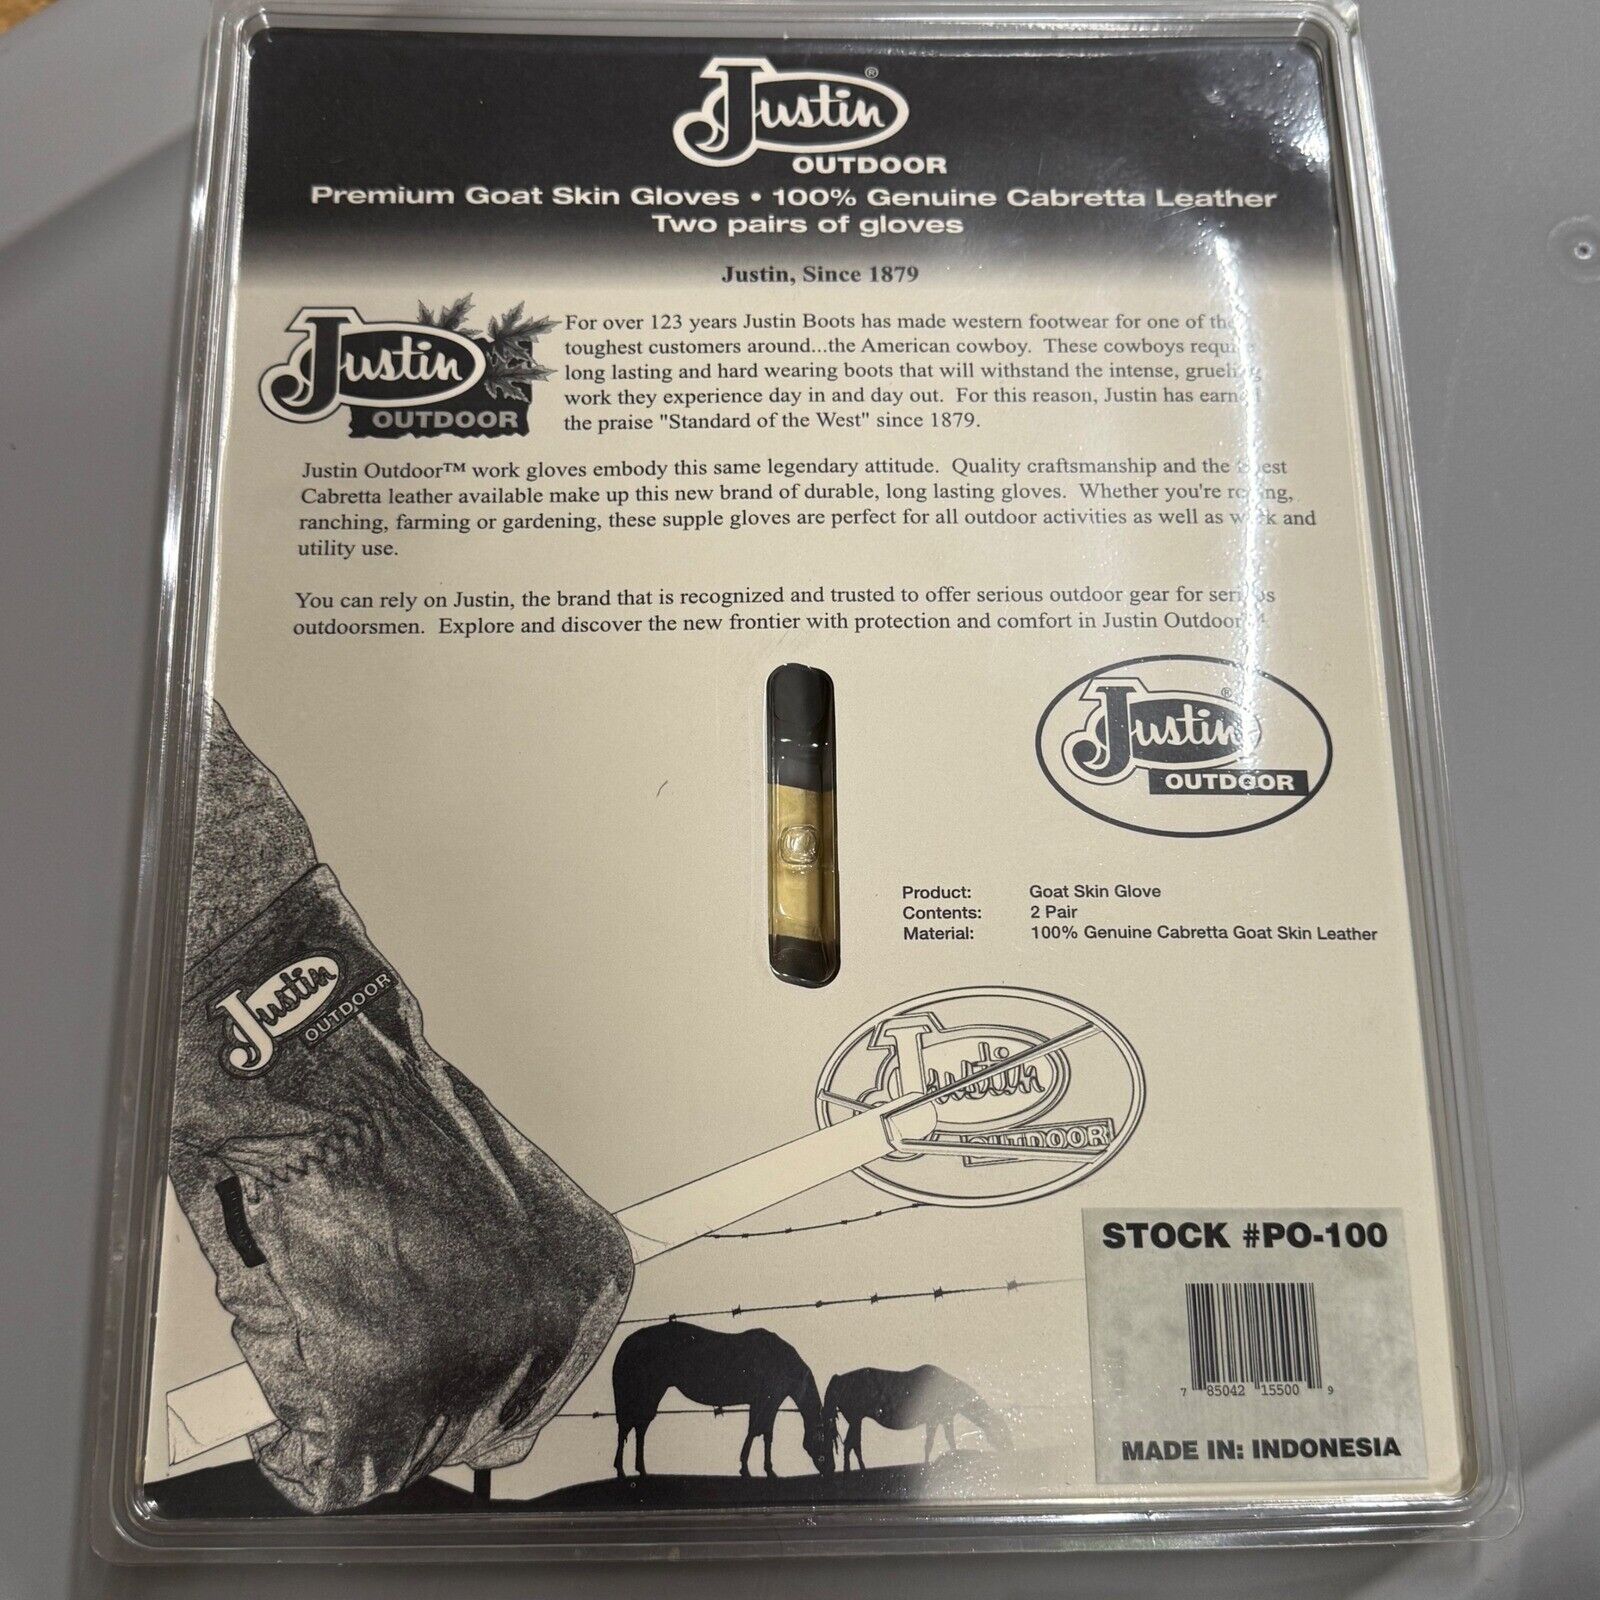 Justin®
OUTDOOR
Premium Goat Skin Gloves • 100% Genuine Cabretta Leather
Two pairs of gloves
Justin, Since 1879
Justin
OUTDOOR
For over 123 years Justin Boots has made western footwear for one of the
toughest customers around...the American cowboy. These cowboys require
long lasting and hard wearing boots that will withstand the intense, grueling
work they experience day in and day out. For this reason, Justin has earned
the praise "Standard of the West" since 1879.
Justin Outdoor™ work gloves embody this same legendary attitude. Quality craftsmanship and the
Cabretta leather available make up this new brand of durable, long lasting gloves. Whether you're
ranching, farming or gardening, these supple gloves are perfect for all outdoor activities as well as work and
utility use.
You can rely on Justin, the brand that is recognized and trusted to offer serious outdoor gear for serious
outdoorsmen. Explore and discover the new frontier with protection and comfort in Justin Outdoor™.
Justin®
OUTDOOR
Product: Goat Skin Glove
Contents: 2 Pair
Material: 100% Genuine Cabretta Goat Skin Leather
Justin
OUTDOOR
Justin
OUTDOOR
STOCK #PO-100
7 85042 15500 9
MADE IN: INDONESIA